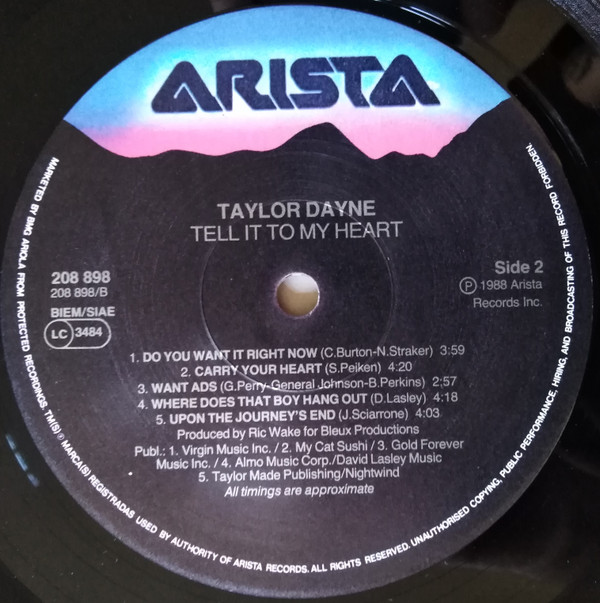 ARISTA
TAYLOR DAYNE
TELL IT TO MY HEART
208 898
208 898/B
BIEM/SIAE
LC 3484
Side 2
Ⓟ 1988 Arista
Records Inc.
1. DO YOU WANT IT RIGHT NOW (C.Burton-N.Straker) 3:59
2. CARRY YOUR HEART (S.Peiken) 4:20
3. WANT ADS (G.Perry-General Johnson-B.Perkins) 2:57
4. WHERE DOES THAT BOY HANG OUT (D.Lasley) 4:18
5. UPON THE JOURNEY'S END (J.Sciarrone) 4:03
Produced by Ric Wake for Bleux Productions
Publ.: 1. Virgin Music Inc. / 2. My Cat Sushi / 3. Gold Forever
Music Inc. / 4. Almo Music Corp./David Lasley Music
5. Taylor Made Publishing/Nightwind
All timings are approximate
MARKETED BY BMG ARIOLA FROM PROTECTED RECORDINGS. TM(S) ® MARCA(S) REGISTRADAS USED BY AUTHORITY OF ARISTA RECORDS. ALL RIGHTS RESERVED. UNAUTHORISED COPYING, PUBLIC PERFORMANCE, HIRING, AND BROADCASTING OF THIS RECORD FORBIDDEN.